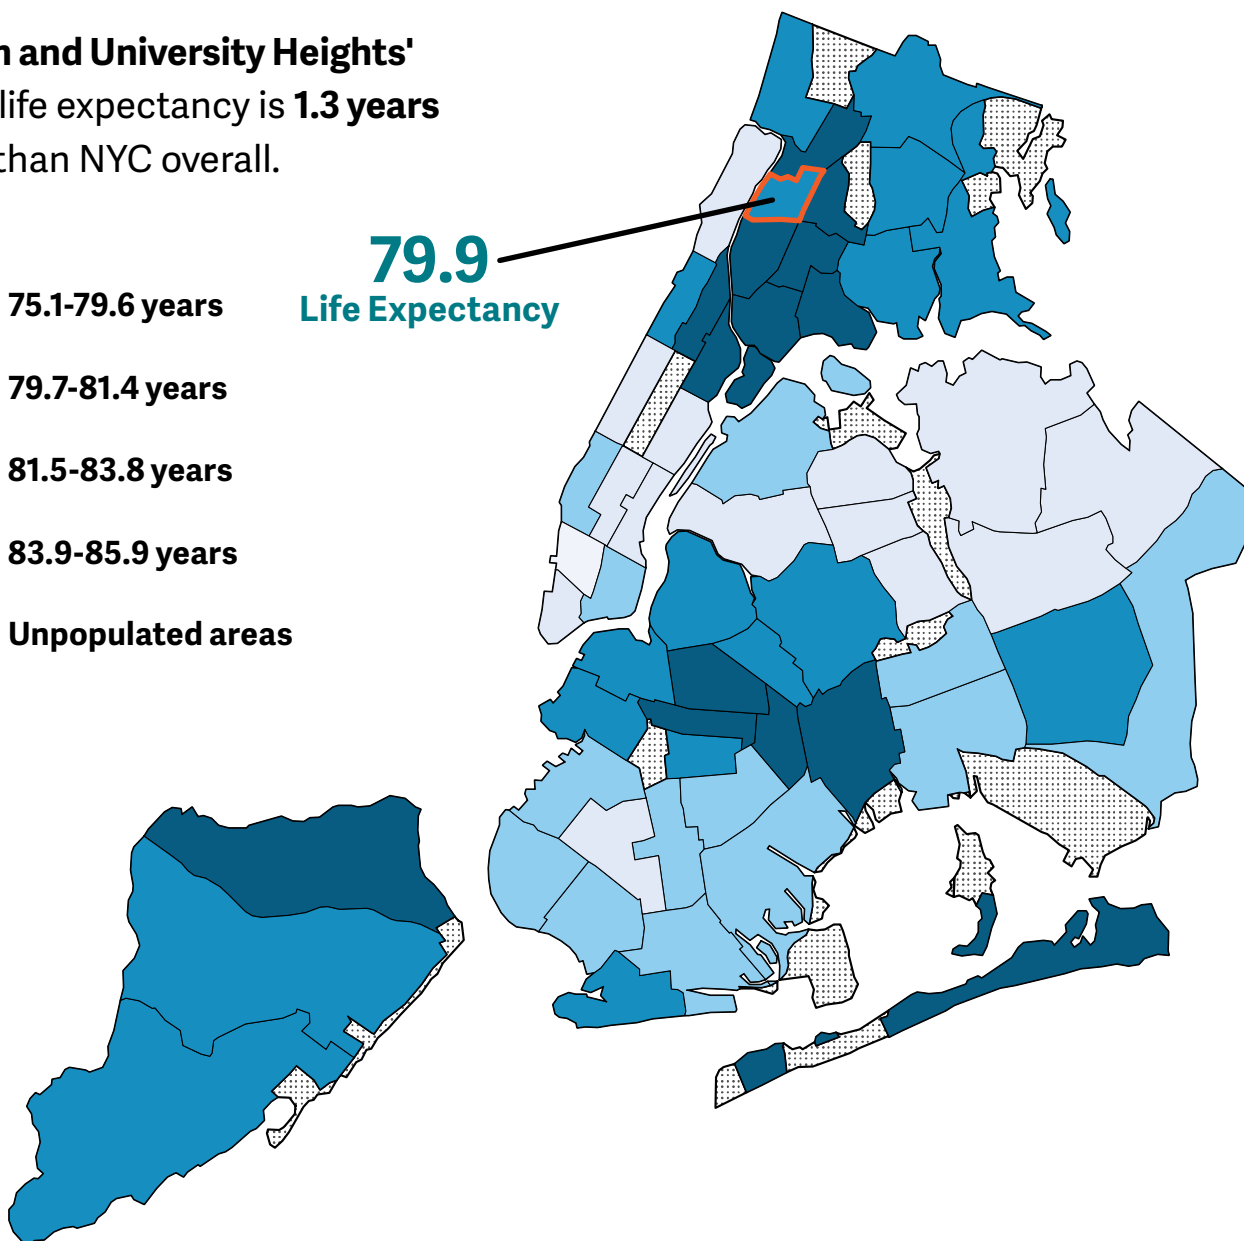 and University Heights'
life expectancy is 1.3 years
than NYC overall.
79.9
Life Expectancy
75.1-79.6 years
79.7-81.4 years
81.5-83.8 years
83.9-85.9 years
Unpopulated areas